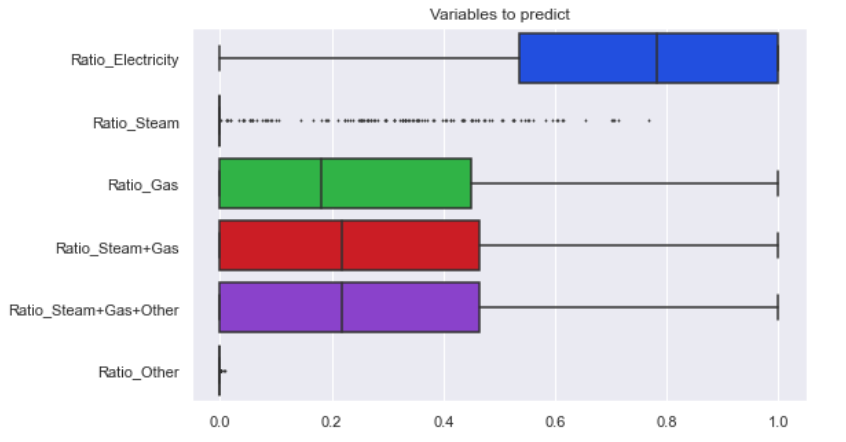 Variables to predict
Ratio_Electricity
Ratio_Steam
Ratio_Gas
Ratio_Steam+Gas
Ratio_Steam+Gas+Other
Ratio_Other
0.0 0.2 0.4 0.6 0.8 1.0